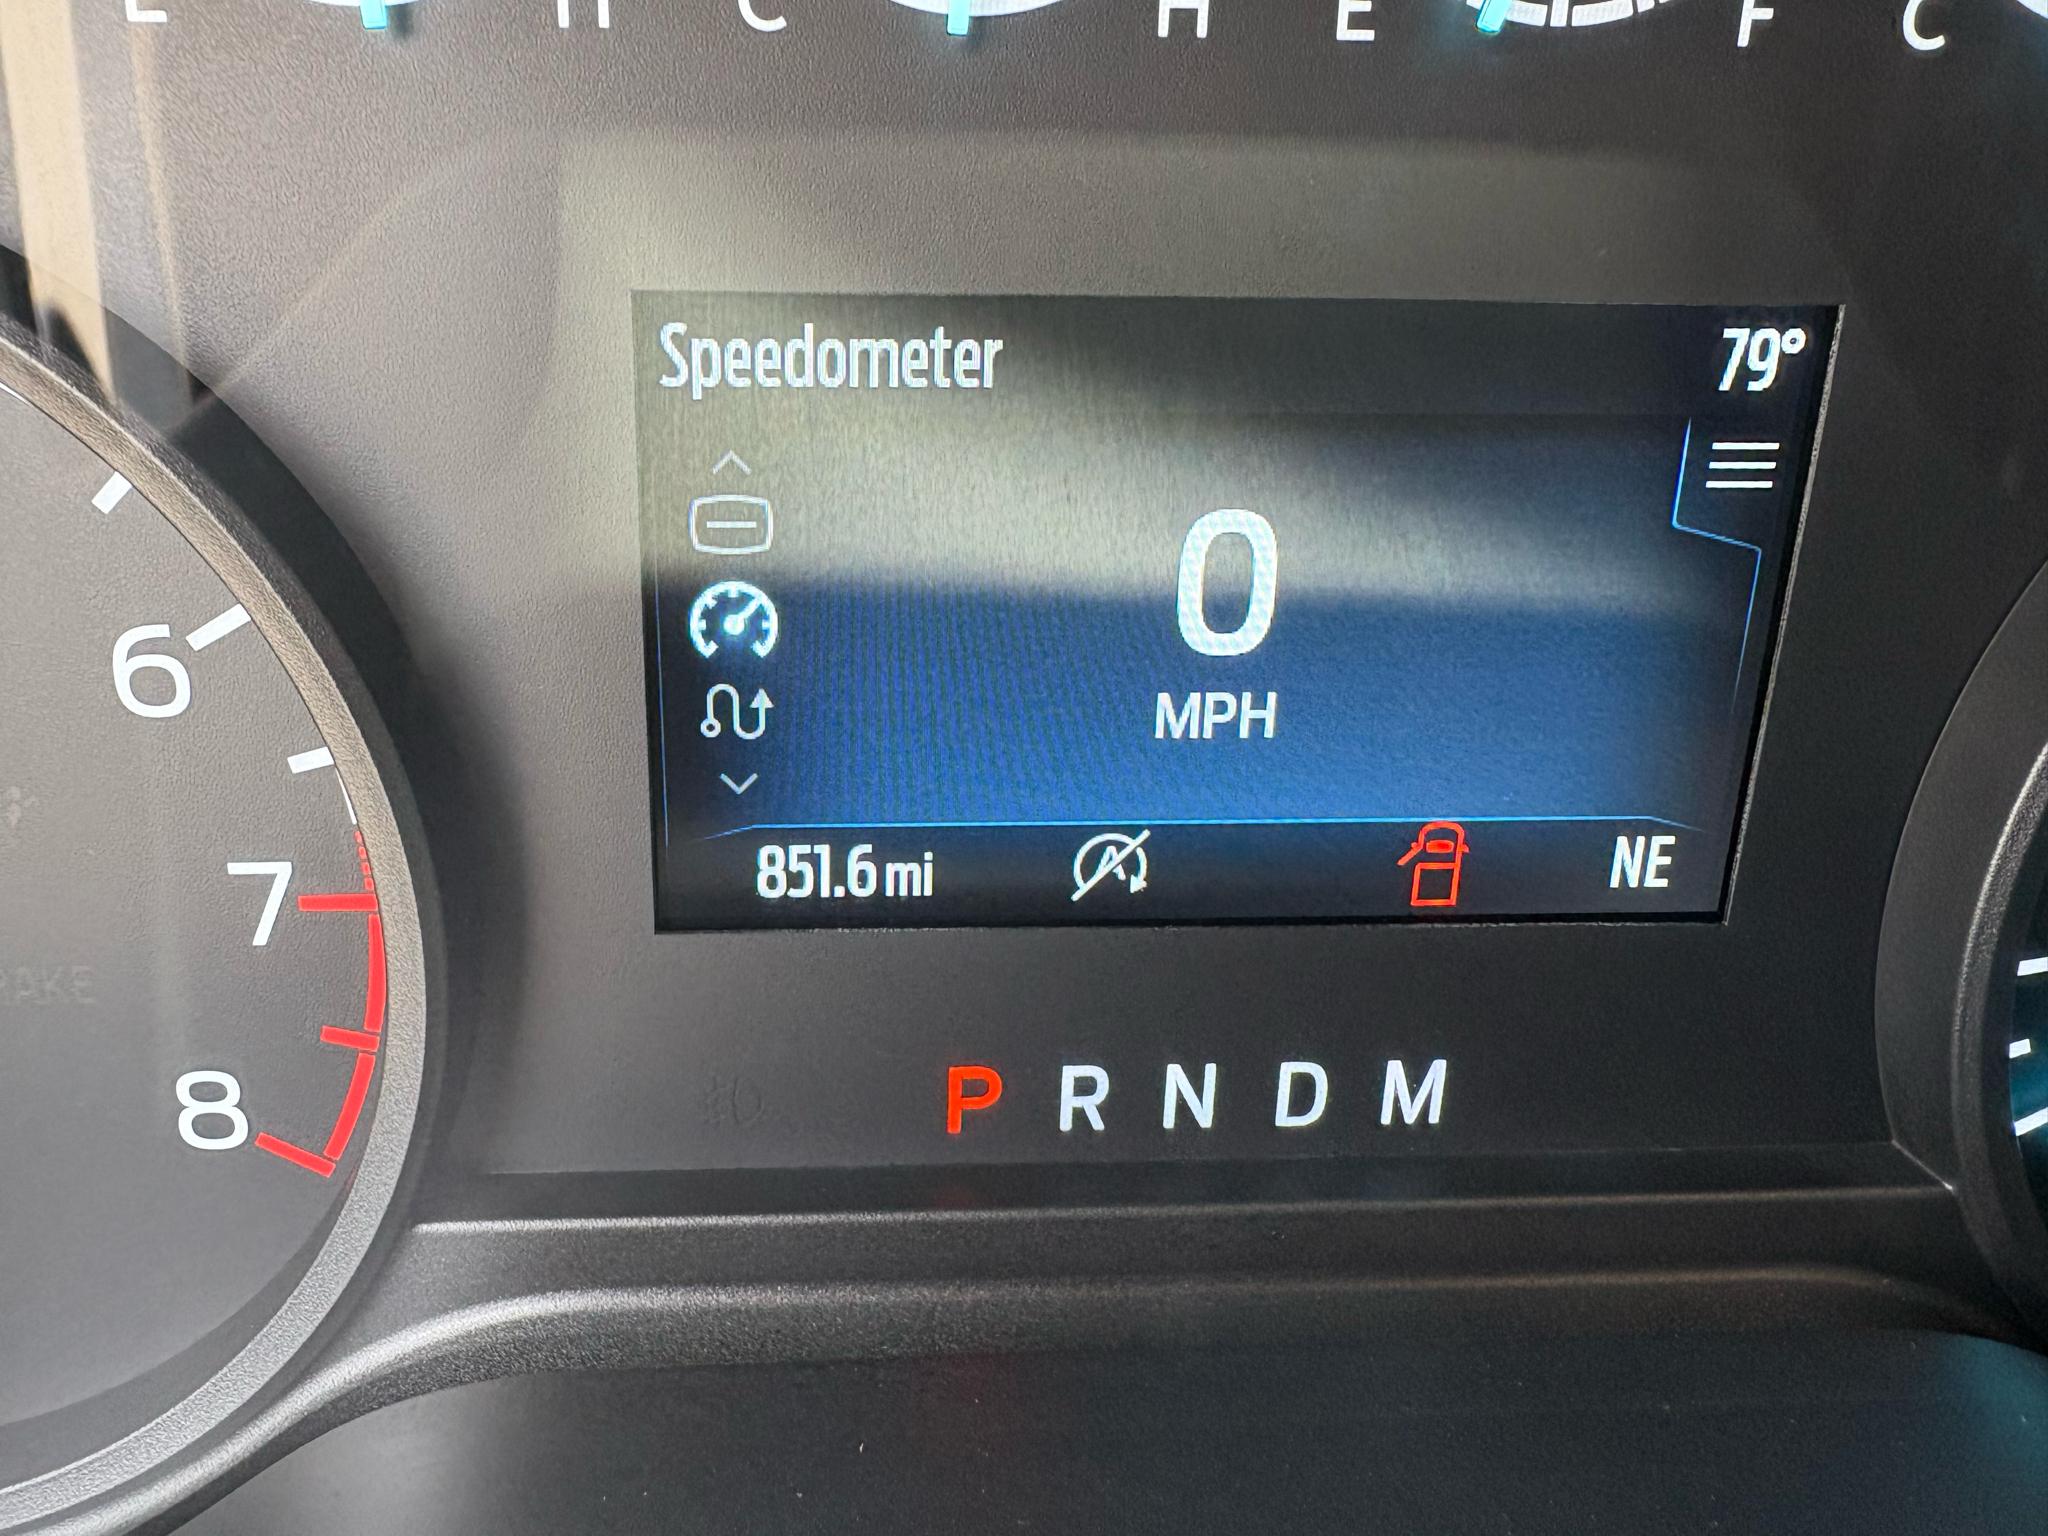 L H C H E F C
Speedometer 79°
0
MPH
6
7
8
851.6 mi NE
P R N D M